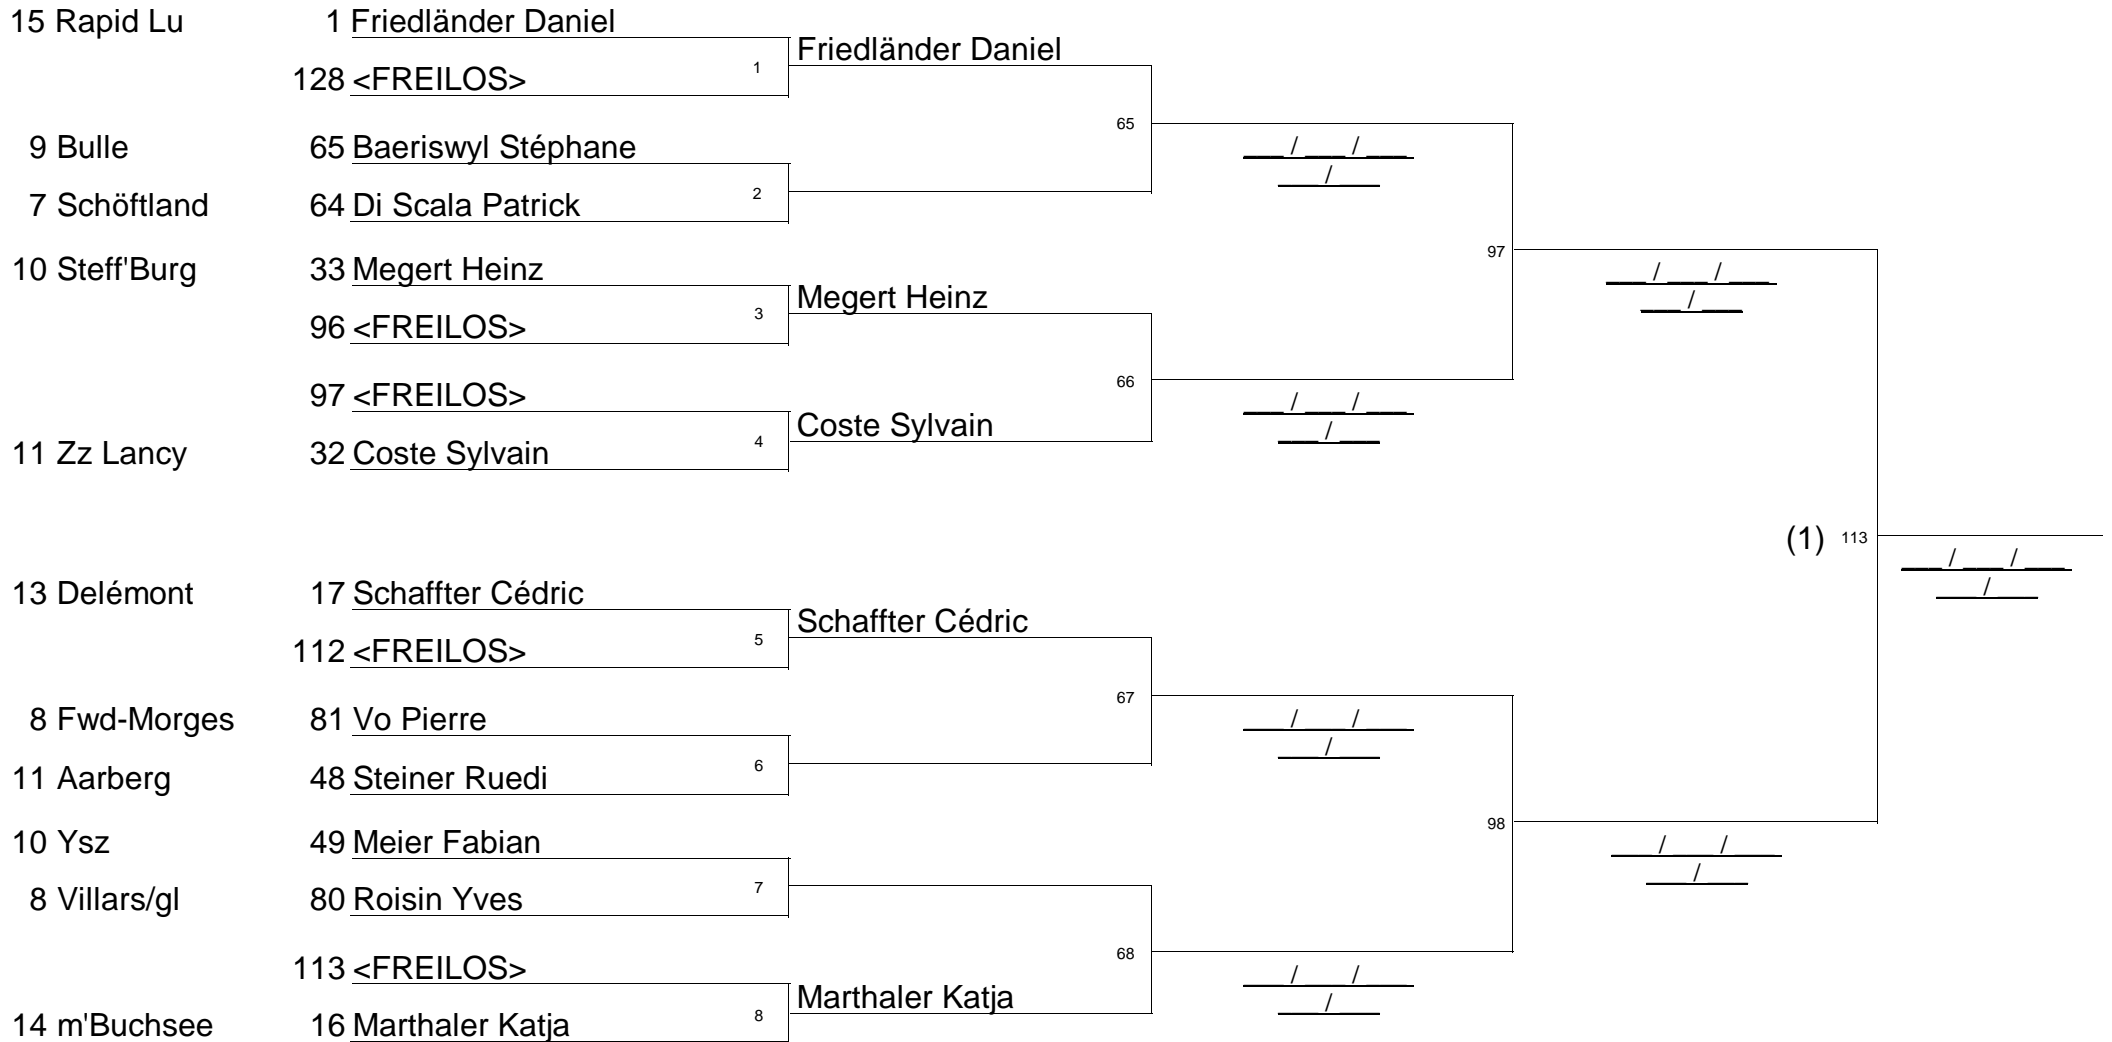 15 Rapid Lu 1 Friedländer Daniel
Friedländer Daniel
128 <FREILOS> 1
65
9 Bulle 65 Baeriswyl Stéphane
___ / ___ / ___
___ / ___
7 Schöftland 64 Di Scala Patrick 2
97
10 Steff'Burg 33 Megert Heinz
___ / ___ / ___
___ / ___
Megert Heinz
96 <FREILOS> 3
66
97 <FREILOS>
___ / ___ / ___
___ / ___
Coste Sylvain
11 Zz Lancy 32 Coste Sylvain 4
(1) 113
___ / ___ / ___
___ / ___
13 Delémont 17 Schaffter Cédric
Schaffter Cédric
112 <FREILOS> 5
67
8 Fwd-Morges 81 Vo Pierre
___ / ___ / ___
___ / ___
11 Aarberg 48 Steiner Ruedi 6
98
10 Ysz 49 Meier Fabian
___ / ___ / ___
___ / ___
8 Villars/gl 80 Roisin Yves 7
68
113 <FREILOS>
___ / ___ / ___
___ / ___
Marthaler Katja
14 m'Buchsee 16 Marthaler Katja 8